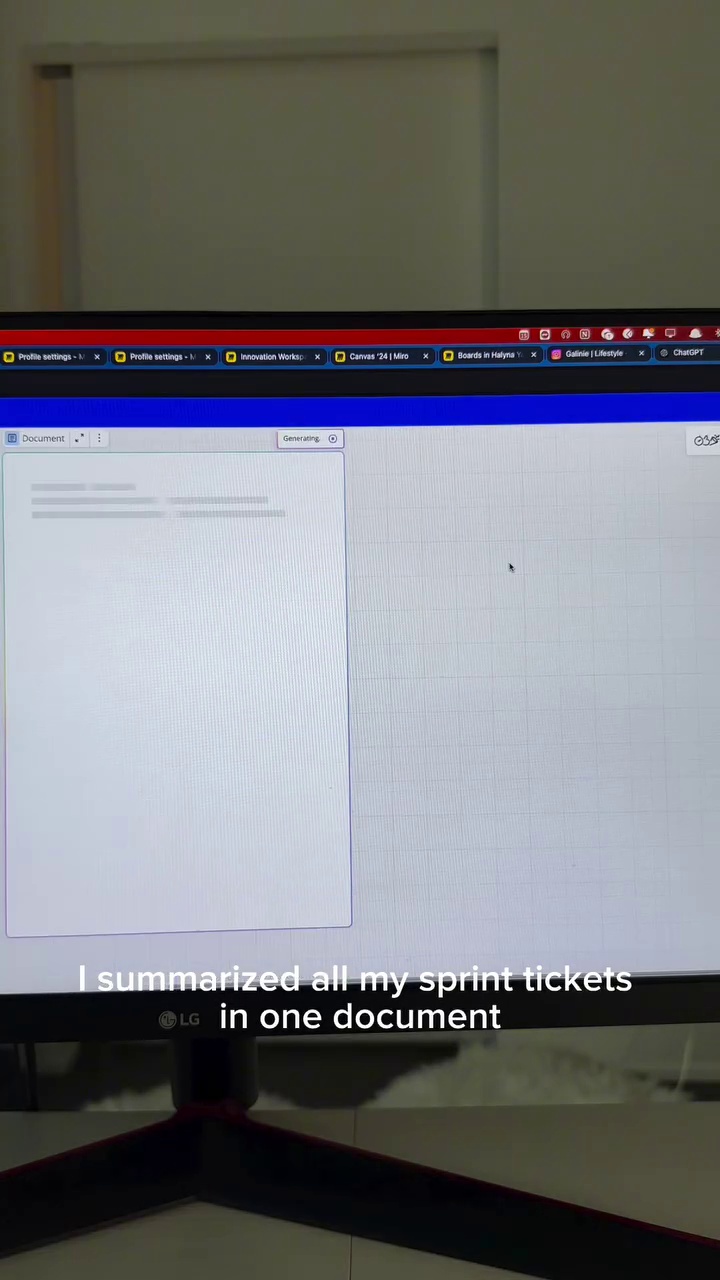 Profile settings - M
Profile settings - M
Innovation Worksp
Canvas '24 | Miro
Boards in Halyna Y
Galinie | Lifestyle
ChatGPT
Document
Generating.
I summarized all my sprint tickets
in one document
LG